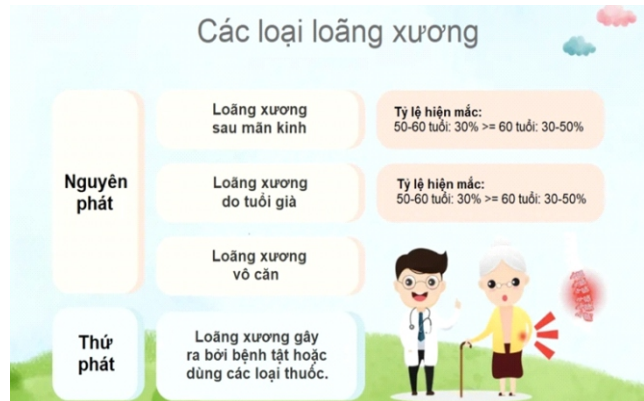 Các loại loãng xương
Nguyên
phát
Loãng xương
sau mãn kinh
Tỷ lệ hiện mắc:
50-60 tuổi: 30% >= 60 tuổi: 30-50%
Loãng xương
do tuổi già
Tỷ lệ hiện mắc:
50-60 tuổi: 30% >= 60 tuổi: 30-50%
Loãng xương
vô căn
Thứ
phát
Loãng xương gây
ra bởi bệnh tật hoặc
dùng các loại thuốc.